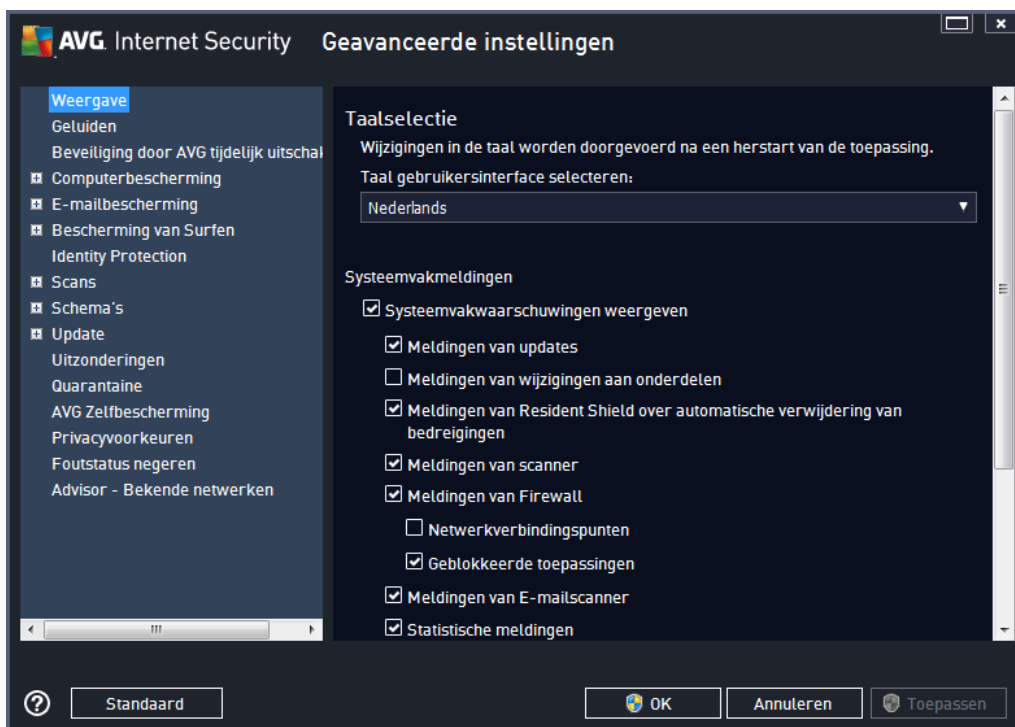 AVG. Internet Security
Geavanceerde instellingen
Weergave
Geluiden
Beveiliging door AVG tijdelijk uitschak
Computerbescherming
E-mailbescherming
Bescherming van Surfen
Identity Protection
Scans
Schema's
Update
Uitzonderingen
Quarantaine
AVG Zelfbescherming
Privacyvoorkeuren
Foutstatus negeren
Advisor - Bekende netwerken
Taalselectie
Wijzigingen in de taal worden doorgevoerd na een herstart van de toepassing.
Taal gebruikersinterface selecteren:
Nederlands
Systeemvakmeldingen
Systeemvakwaarschuwingen weergeven
Meldingen van updates
Meldingen van wijzigingen aan onderdelen
Meldingen van Resident Shield over automatische verwijdering van
bedreigingen
Meldingen van scanner
Meldingen van Firewall
Netwerkverbindingspunten
Geblokkeerde toepassingen
Meldingen van E-mailscanner
Statistische meldingen
Standaard
OK
Annuleren
Toepassen